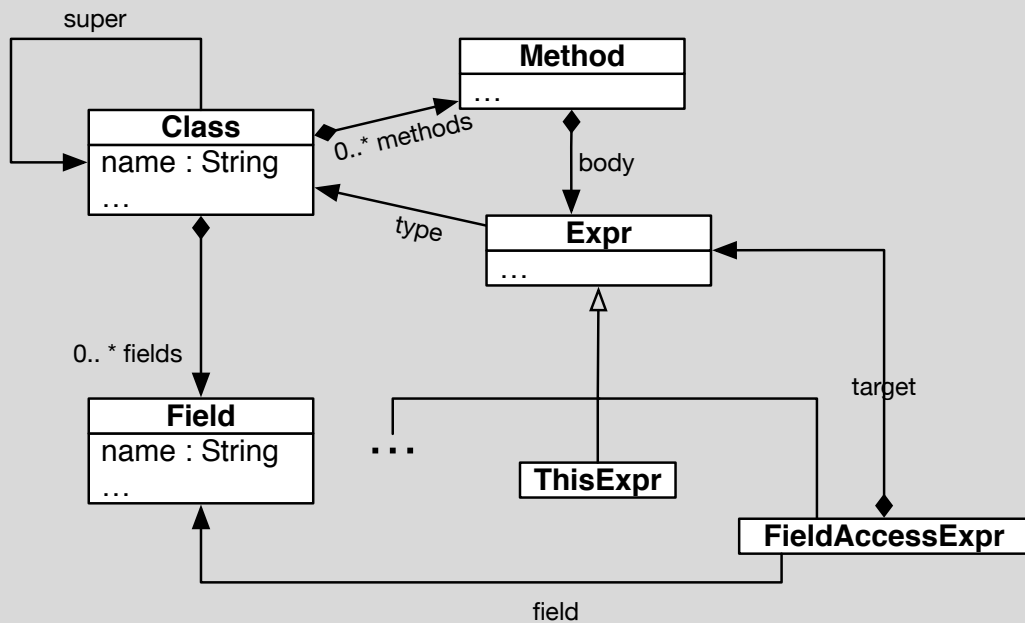 super
Method
...
Class
name : String
...
0..* methods
body
type
Expr
...
0.. * fields
target
Field
name : String
...
...
ThisExpr
FieldAccessExpr
field